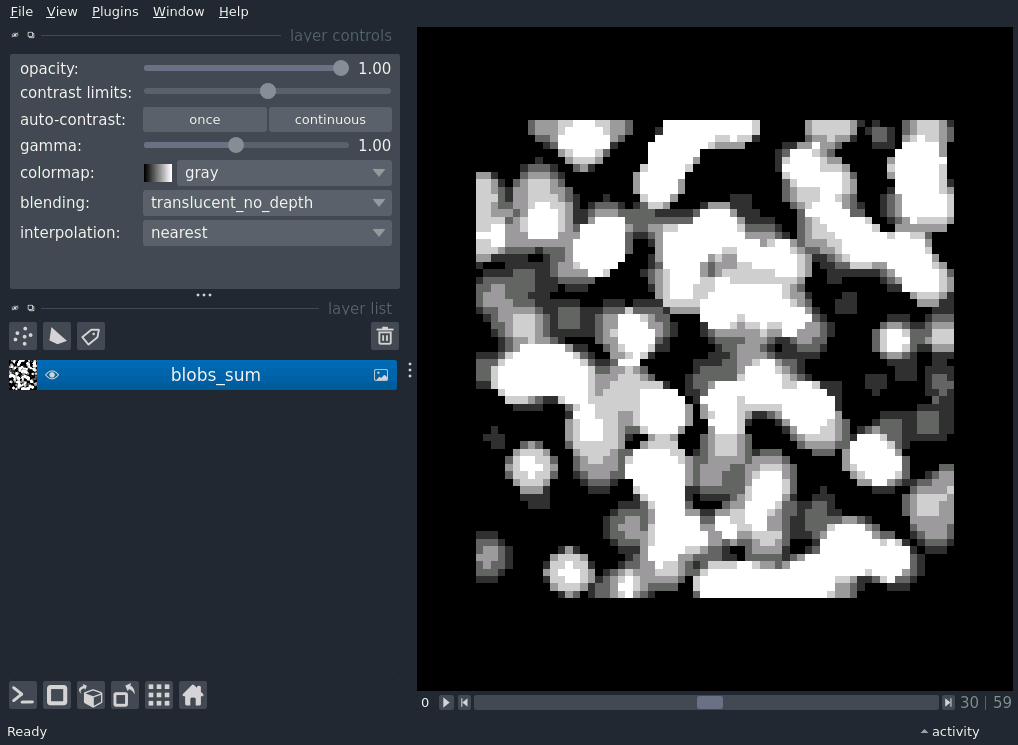 File View Plugins Window Help
layer controls
opacity: 1.00
contrast limits:
auto-contrast: once continuous
gamma: 1.00
colormap: gray
blending: translucent_no_depth
interpolation: nearest
layer list
blobs_sum
0 30 | 59
Ready activity